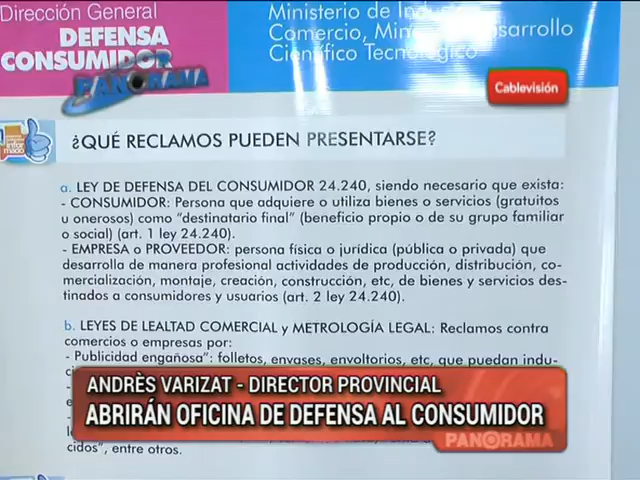 Dirección General
DEFENSA
CONSUMIDOR
PANORAMA
Ministerio de
Comercio, Desarrollo
Científico Tecnológico
Cablevisión
¿QUÉ RECLAMOS PUEDEN PRESENTARSE?
a. LEY DE DEFENSA DEL CONSUMIDOR 24.240, siendo necesario que exista:
- CONSUMIDOR: Persona que adquiere o utiliza bienes o servicios (gratuitos
u onerosos) como "destinatario final" (beneficio propio o de su grupo familiar
o social) (art. 1 ley 24.240).
- EMPRESA o PROVEEDOR: persona física o jurídica (pública o privada) que
desarrolla de manera profesional actividades de producción, distribución, co-
mercialización, montaje, creación, construcción, etc, de bienes y servicios des-
tinados a consumidores y usuarios (art. 2 ley 24.240).
b. LEYES DE LEALTAD COMERCIAL y METROLOGÍA LEGAL: Reclamos contra
comercios o empresas por:
- Publicidad engañosa": folletos, envases, envoltorios, etc, que puedan indu-
ANDRÈS VARIZAT - DIRECTOR PROVINCIAL
ABRIRÁN OFICINA DE DEFENSA AL CONSUMIDOR
PANORAMA
cidos", entre otros.